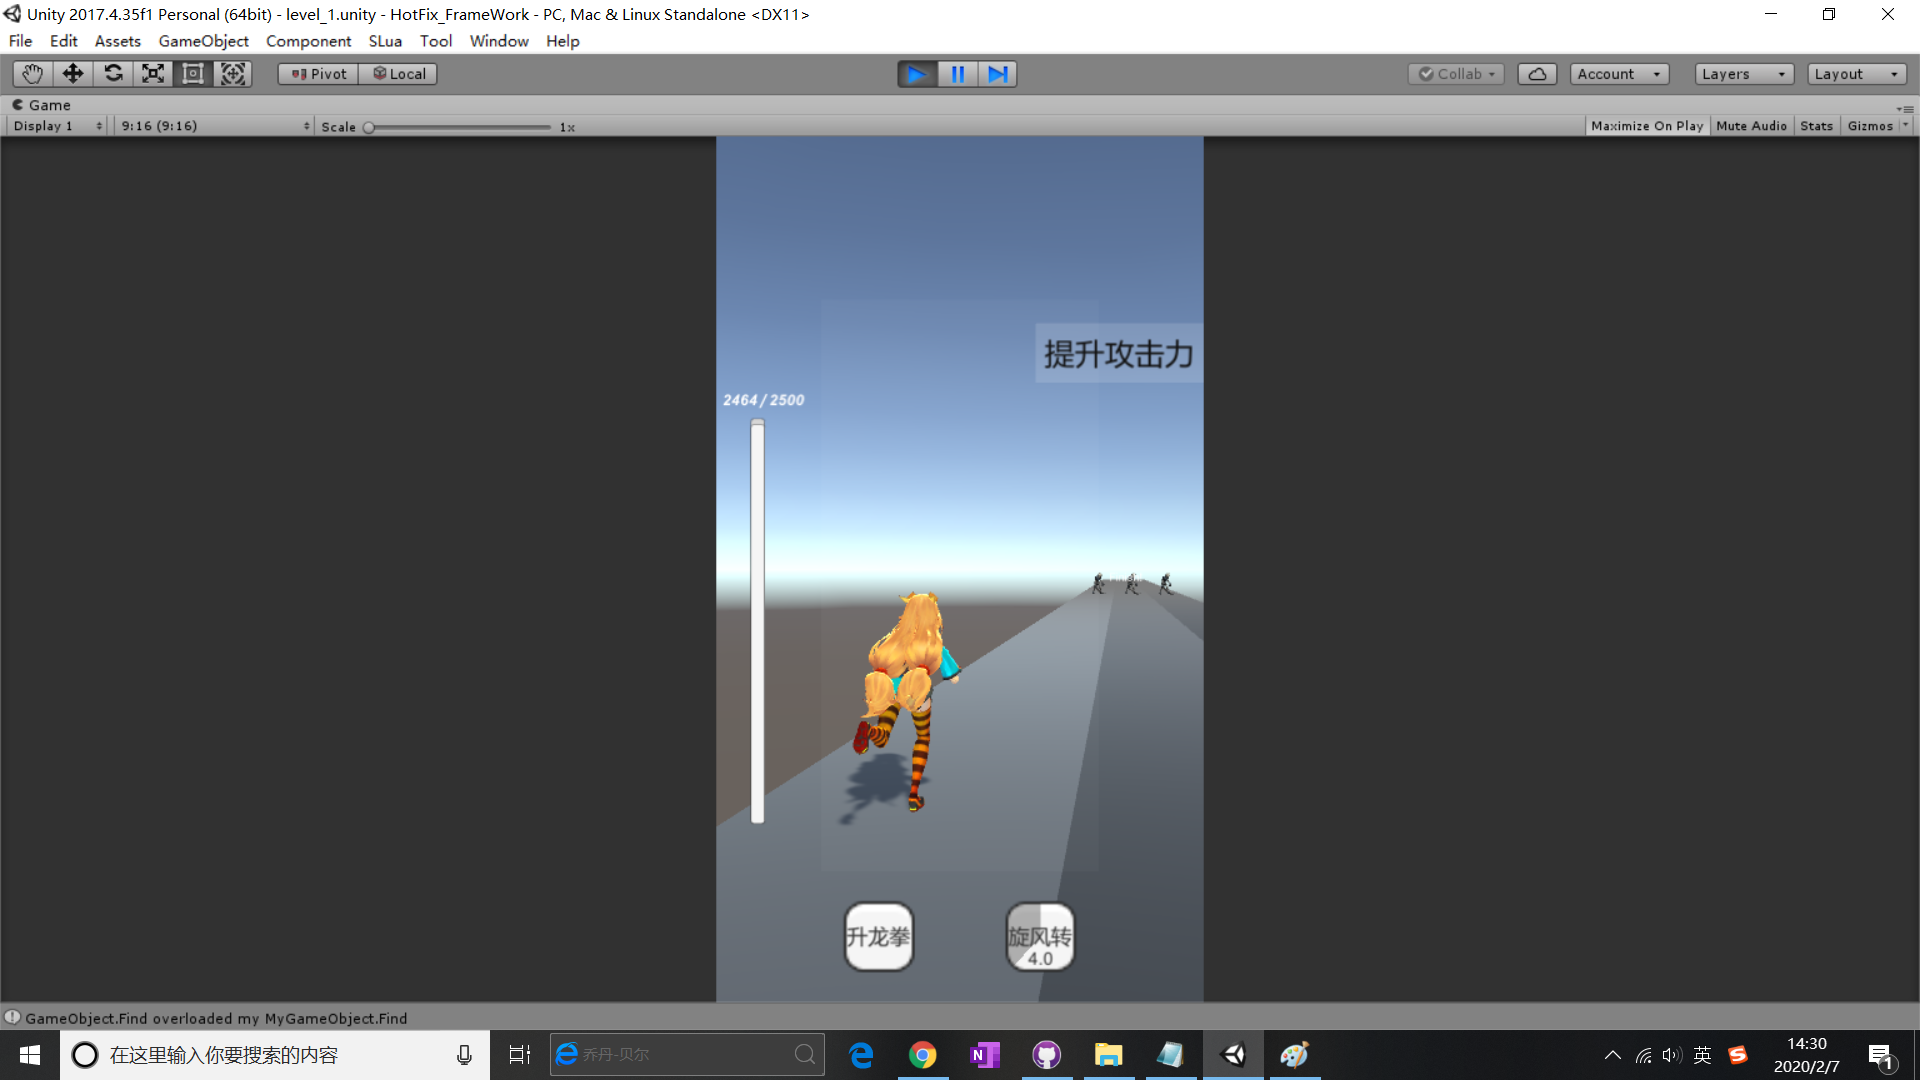 Unity 2017.4.35f1 Personal (64bit) - level_1.unity - HotFix_FrameWork - PC, Mac & Linux Standalone <DX11>
File Edit Assets GameObject Component SLua Tool Window Help
Pivot Local Collab Account Layers Layout
Game
Display 1 9:16 (9:16) Scale 1x Maximize On Play Mute Audio Stats Gizmos
提升攻击力
2464 / 2500
升龙拳 旋风转
4.0
GameObject.Find overloaded my MyGameObject.Find
在这里输入你要搜索的内容 乔丹-贝尔 英 14:30
2020/2/7
1